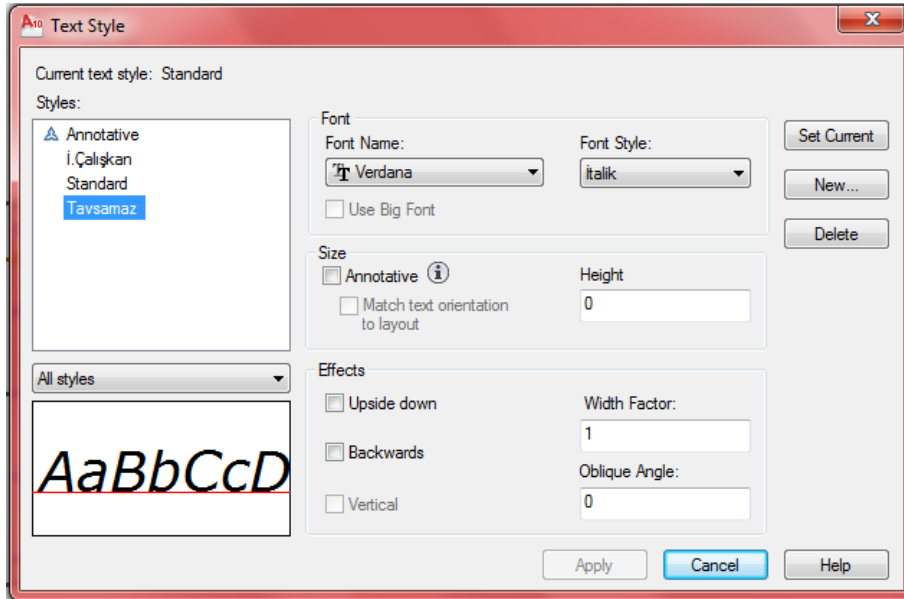 A10 Text Style
Current text style: Standard
Styles:
Annotative
İ.Çalışkan
Standard
Tavsamaz
All styles
AaBbCcD
Font
Font Name:
Font Style:
Verdana
İtalik
Use Big Font
Size
Annotative
Height
Match text orientation
to layout
0
Effects
Upside down
Width Factor:
1
Backwards
Oblique Angle:
0
Vertical
Set Current
New...
Delete
Apply
Cancel
Help